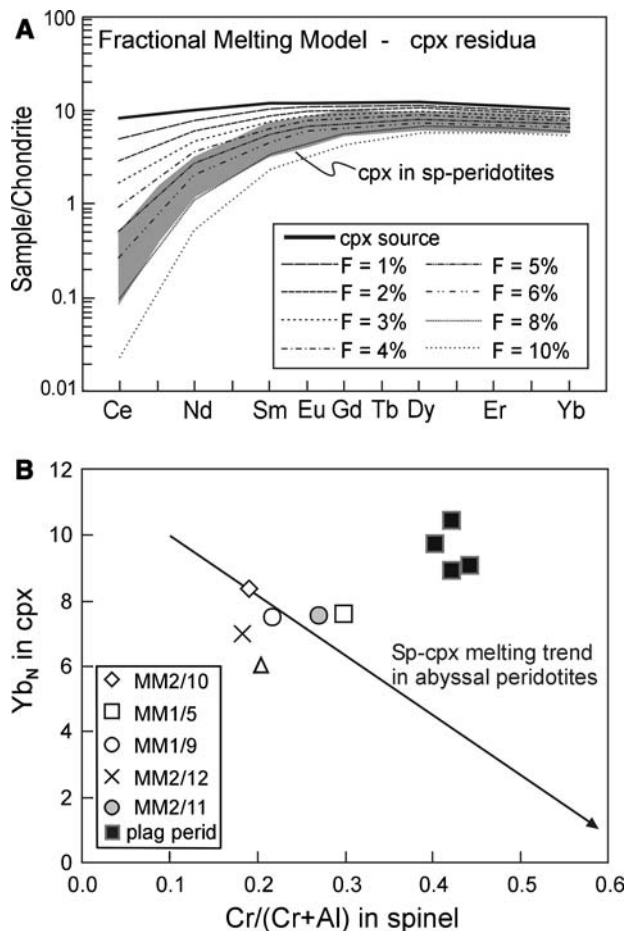 A
Fractional Melting Model - cpx residua
Sample/Chondrite
100
10
1
0.1
0.01
cpx in sp-peridotites
cpx source
F = 1% F = 5%
F = 2% F = 6%
F = 3% F = 8%
F = 4% F = 10%
Ce Nd Sm Eu Gd Tb Dy Er Yb
B
YbN in cpx
12
10
8
6
4
2
0
Sp-cpx melting trend
in abyssal peridotites
MM2/10
MM1/5
MM1/9
MM2/12
MM2/11
plag perid
0.0 0.1 0.2 0.3 0.4 0.5 0.6
Cr/(Cr+Al) in spinel